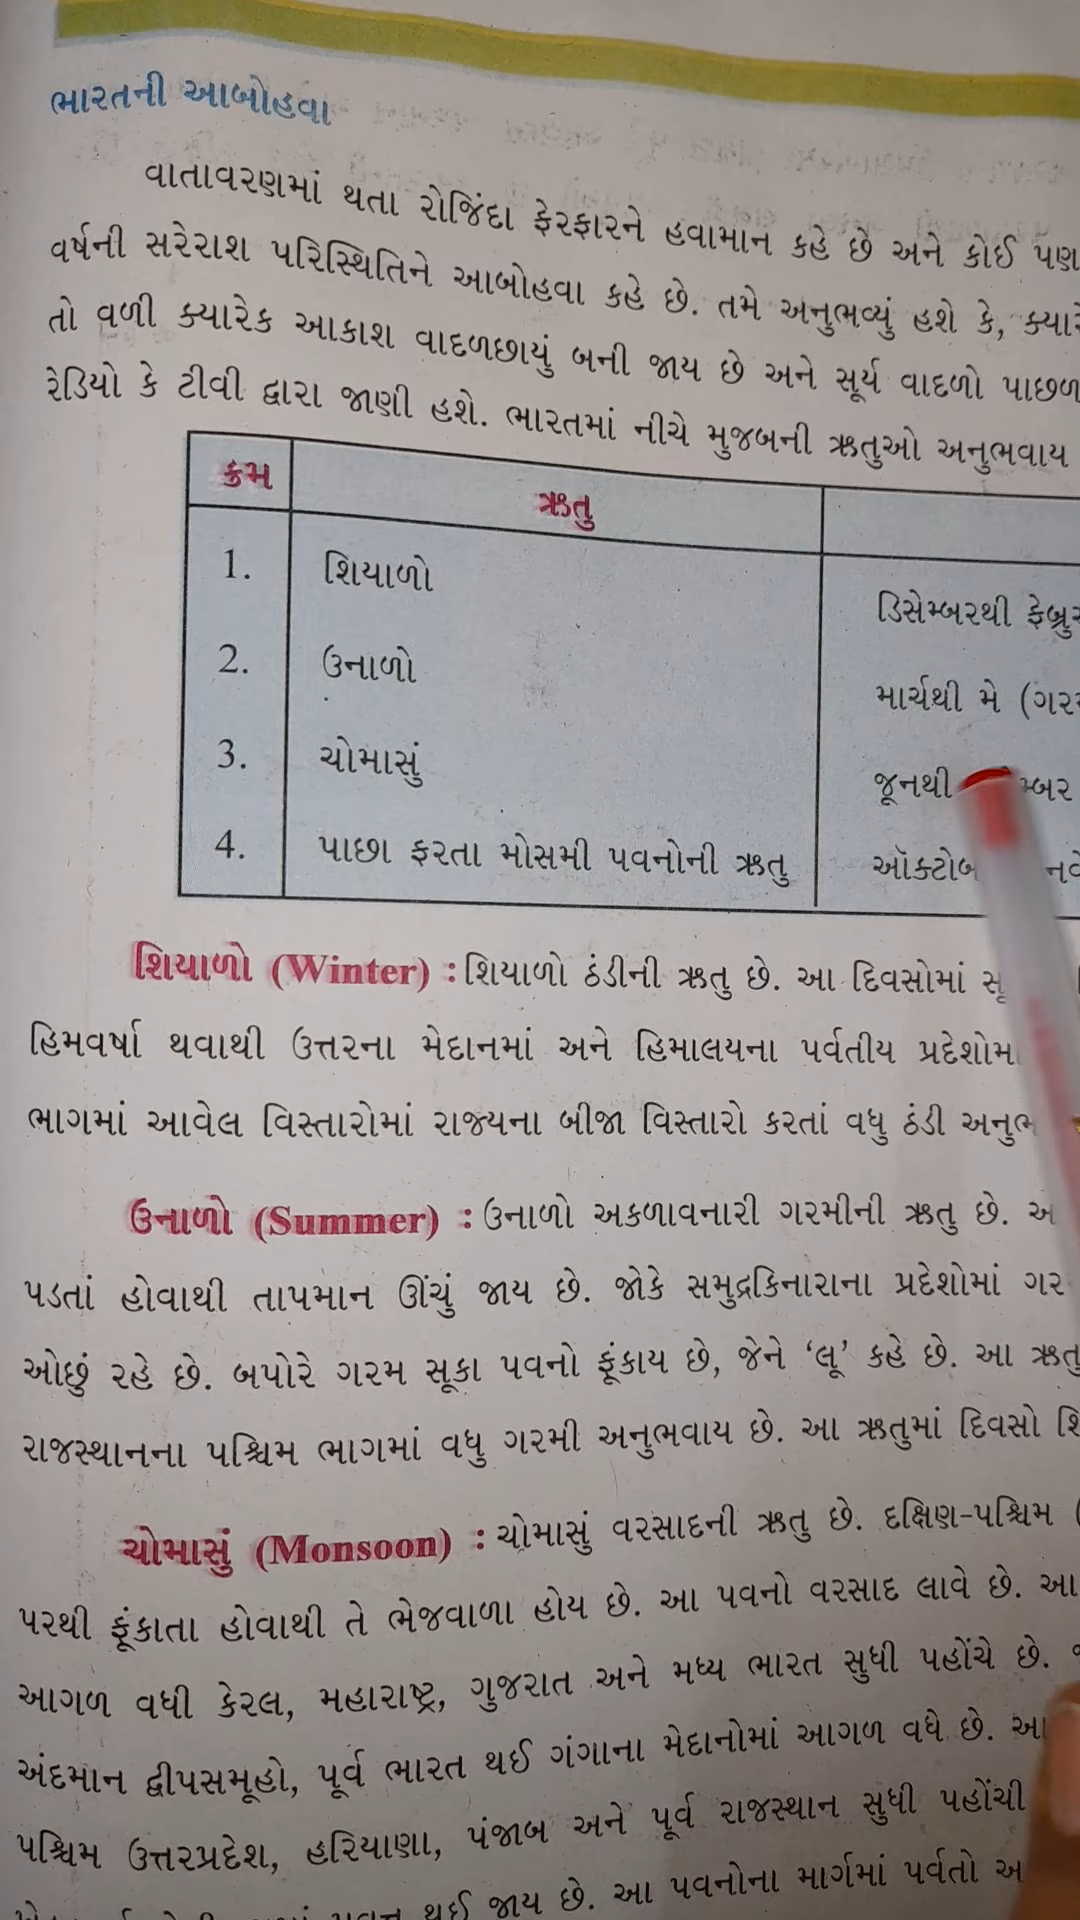 ભારતની આબોહવા
વાતાવરણમાં થતા રોજિંદા ફેરફારને હવામાન કહે છે અને કોઈ પણ
વર્ષની સરેરાશ પરિસ્થિતિને આબોહવા કહે છે. તમે અનુભવ્યું હશે કે,
તો વળી ક્યારેક આકાશ વાદળછાયું બની જાય છે અને સૂર્ય વાદળો પાછળ
રેડિયો કે ટીવી દ્વારા જાણી હશે. ભારતમાં નીચે મુજબની ઋતુઓ અનુભવાય
ક્રમ ઋતુ
1. શિયાળો ડિસેમ્બરથી
2. ઉનાળો માર્ચથી મે
3. ચોમાસું જૂનથી
4. પાછા ફરતા મોસમી પવનોની ઋતુ
શિયાળો (Winter) : શિયાળો ઠંડીની ઋતુ છે. આ દિવસોમાં
હિમવર્ષા થવાથી ઉત્તરના મેદાનમાં અને હિમાલયના પર્વતીય
ભાગમાં આવેલ વિસ્તારોમાં રાજ્યના બીજા વિસ્તારો કરતાં વધુ ઠંડી
ઉનાળો (Summer) : ઉનાળો અકળાવનારી ગરમીની ઋતુ છે.
પડતાં હોવાથી તાપમાન ઊંચું જાય છે. જોકે સમુદ્રકિનારાના પ્રદેશોમાં
ઓછું રહે છે. બપોરે ગરમ સૂકા પવનો ફૂંકાય છે, જેને ‘લૂ’ કહે છે. આ
રાજસ્થાનના પશ્ચિમ ભાગમાં વધુ ગરમી અનુભવાય છે. આ ઋતુમાં દિવસો
ચોમાસું (Monsoon) : ચોમાસું વરસાદની ઋતુ છે. દક્ષિણ-પશ્ચિમ
પરથી ફૂંકાતા હોવાથી તે ભેજવાળા હોય છે. આ પવનો વરસાદ લાવે છે. આ
આગળ વધી કેરલ, મહારાષ્ટ્ર, ગુજરાત અને મધ્ય ભારત સુધી પહોંચે છે.
અંદમાન દ્વીપસમૂહો, પૂર્વ ભારત થઈ ગંગાના મેદાનોમાં આગળ વધે છે. આ
પશ્ચિમ ઉત્તરપ્રદેશ, હરિયાણા, પંજાબ અને પૂર્વ રાજસ્થાન સુધી પહોંચી
થઈ જાય છે. આ પવનોના માર્ગમાં પર્વતો